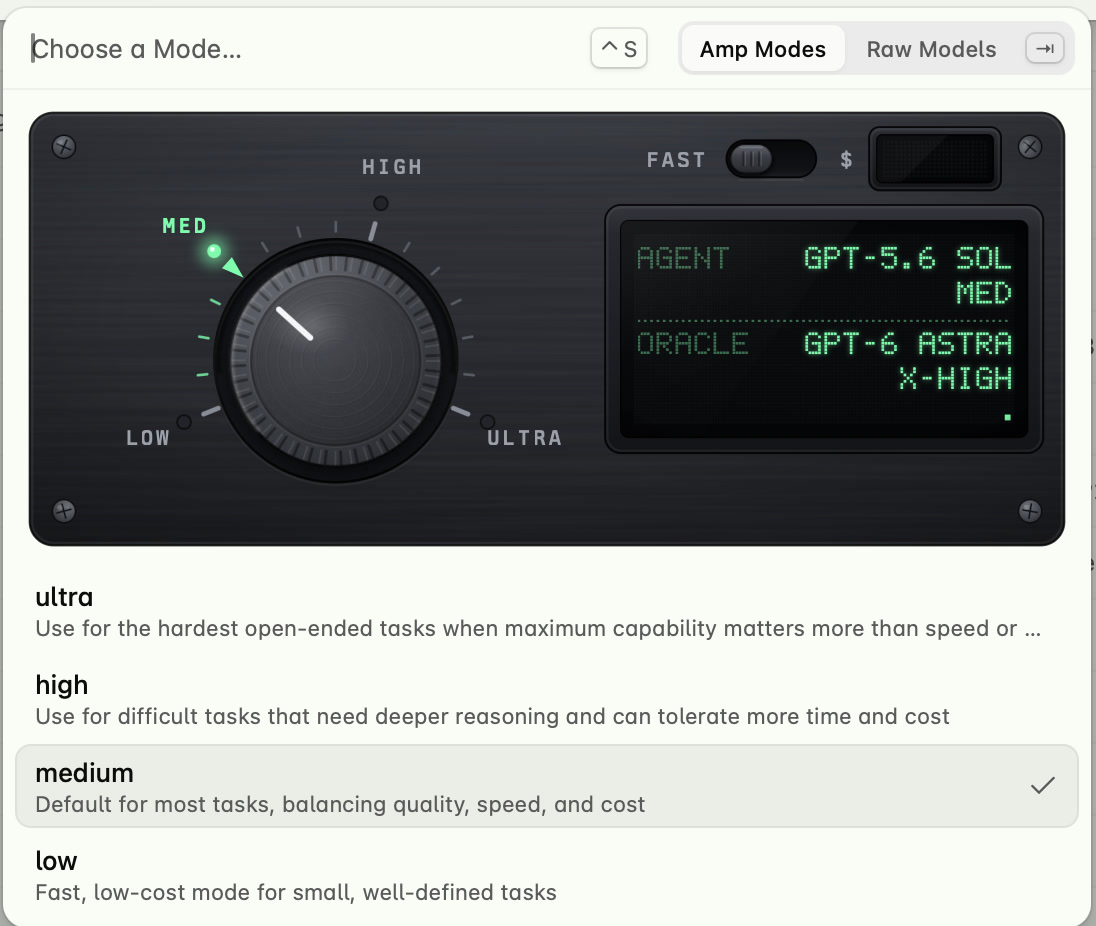 Choose a Mode...
^ S
Amp Modes
Raw Models
HIGH
FAST
$
MED
AGENT GPT-5.6 SOL
MED
ORACLE GPT-6 ASTRA
X-HIGH
.
LOW
ULTRA
ultra
Use for the hardest open-ended tasks when maximum capability matters more than speed or ...
high
Use for difficult tasks that need deeper reasoning and can tolerate more time and cost
medium
Default for most tasks, balancing quality, speed, and cost
low
Fast, low-cost mode for small, well-defined tasks